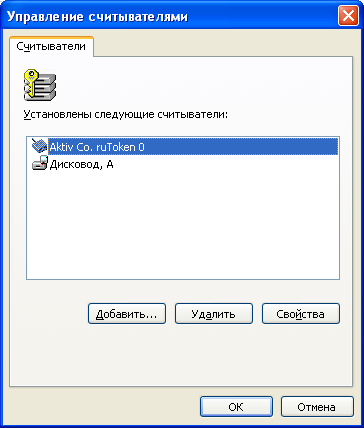 Управление считывателями
Считыватели
Установлены следующие считыватели:
Aktiv Co. ruToken 0
Дисковод, A
Добавить...
Удалить
Свойства
OK
Отмена